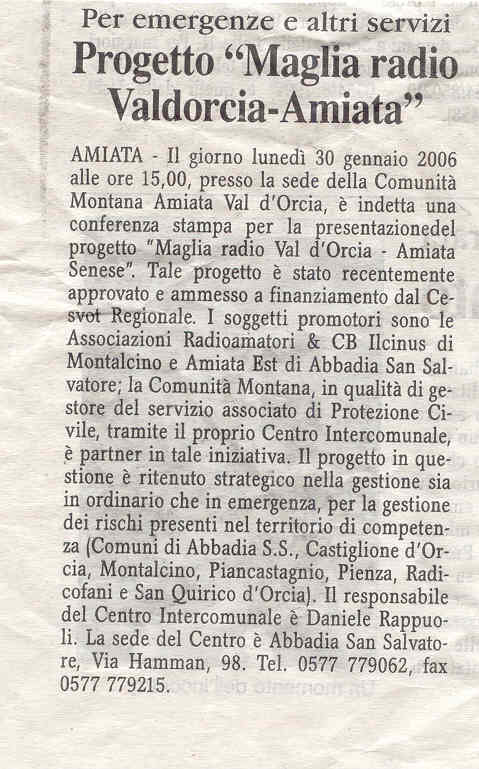 Per emergenze e altri servizi
Progetto “Maglia radio
Valdorcia-Amiata”
AMIATA - Il giorno lunedì 30 gennaio 2006
alle ore 15,00, presso la sede della Comunità
Montana Amiata Val d'Orcia, è indetta una
conferenza stampa per la presentazionedel
progetto "Maglia radio Val d'Orcia - Amiata
Senese". Tale progetto è stato recentemente
approvato e ammesso a finanziamento dal Ce-
svot Regionale. I soggetti promotori sono le
Associazioni Radioamatori & CB Ilcinus di
Montalcino e Amiata Est di Abbadia San Sal-
vatore; la Comunità Montana, in qualità di ge-
store del servizio associato di Protezione Ci-
vile, tramite il proprio Centro Intercomunale,
è partner in tale iniziativa. Il progetto in que-
stione è ritenuto strategico nella gestione sia
in ordinario che in emergenza, per la gestione
dei rischi presenti nel territorio di competen-
za (Comuni di Abbadia S.S., Castiglione d'Or-
cia, Montalcino, Piancastagnio, Pienza, Radi-
cofani e San Quirico d'Orcia). Il responsabile
del Centro Intercomunale è Daniele Rappuo-
li. La sede del Centro è Abbadia San Salvato-
re, Via Hamman, 98. Tel. 0577 779062, fax
0577 779215.